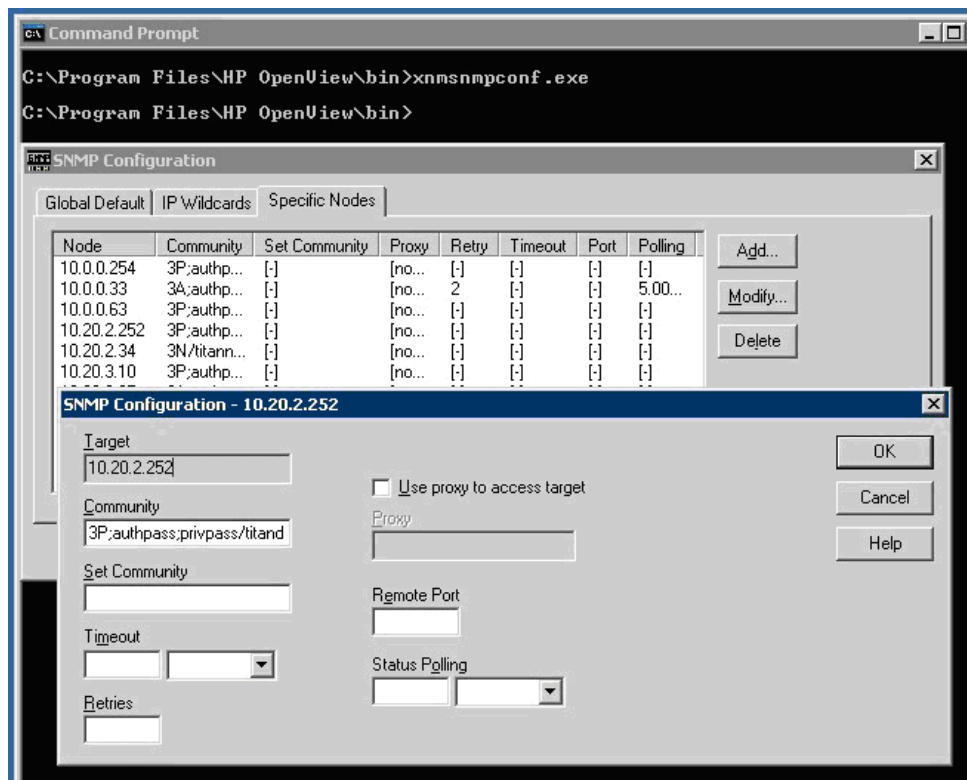 Command Prompt
C:\Program Files\HP OpenView\bin>xnmsnmpconf.exe
C:\Program Files\HP OpenView\bin>
SNMP Configuration
Global Default IP Wildcards Specific Nodes
Node Community Set Community Proxy Retry Timeout Port Polling
10.0.0.254 3P;authp... [-] [no... [-] [-] [-] [-]
10.0.0.33 3A;authp... [-] [no... 2 [-] [-] 5.00...
10.0.0.63 3P;authp... [-] [no... [-] [-] [-] [-]
10.20.2.252 3P;authp... [-] [no... [-] [-] [-] [-]
10.20.2.34 3N/titann... [-] [no... [-] [-] [-] [-]
10.20.3.10 3P;authp... [-] [no... [-] [-] [-] [-]
Add...
Modify...
Delete
SNMP Configuration - 10.20.2.252
Target
10.20.2.252
Community
3P;authpass;privpass/titand
Set Community
Timeout
Retries
Use proxy to access target
Proxy
Remote Port
Status Polling
OK
Cancel
Help